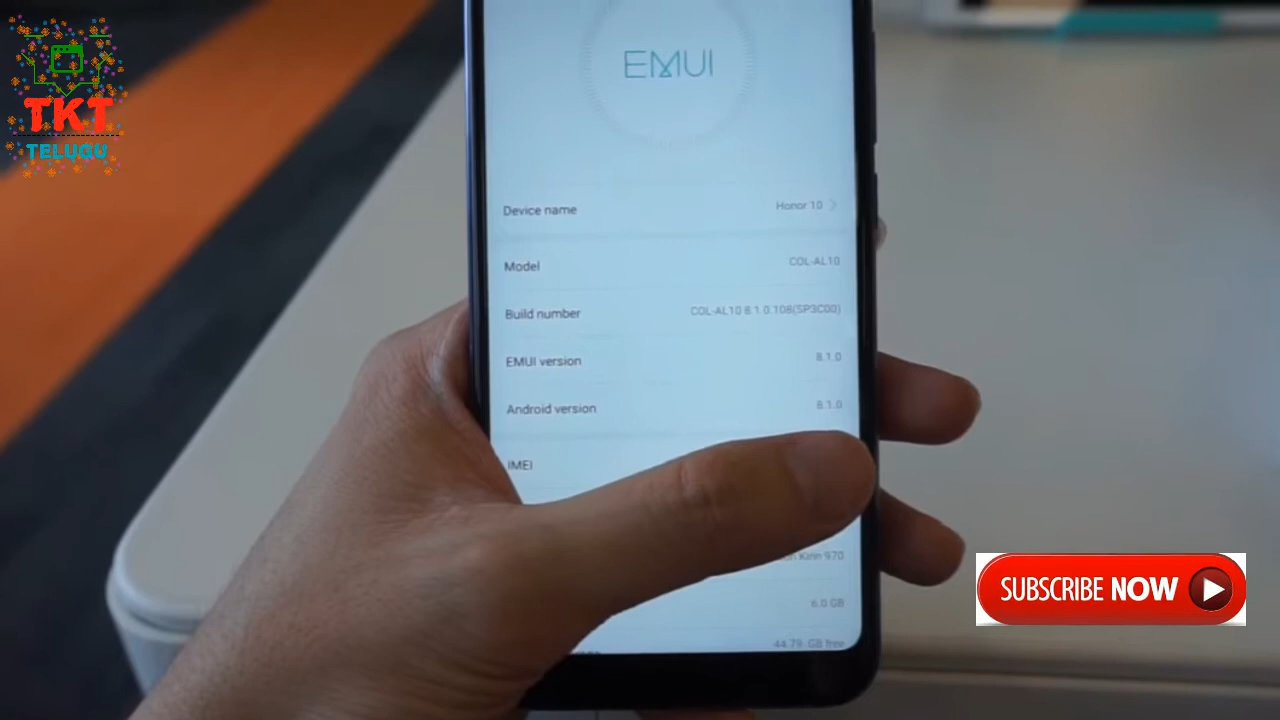 TKT
TELUGU
EMUI
Device name Honor 10
Model COL-AL10
Build number COL-AL10 8.1.0.108(SP3C00)
EMUI version 8.1.0
Android version 8.1.0
IMEI
Kirin 970
6.0 GB
44.79 GB free
SUBSCRIBE NOW